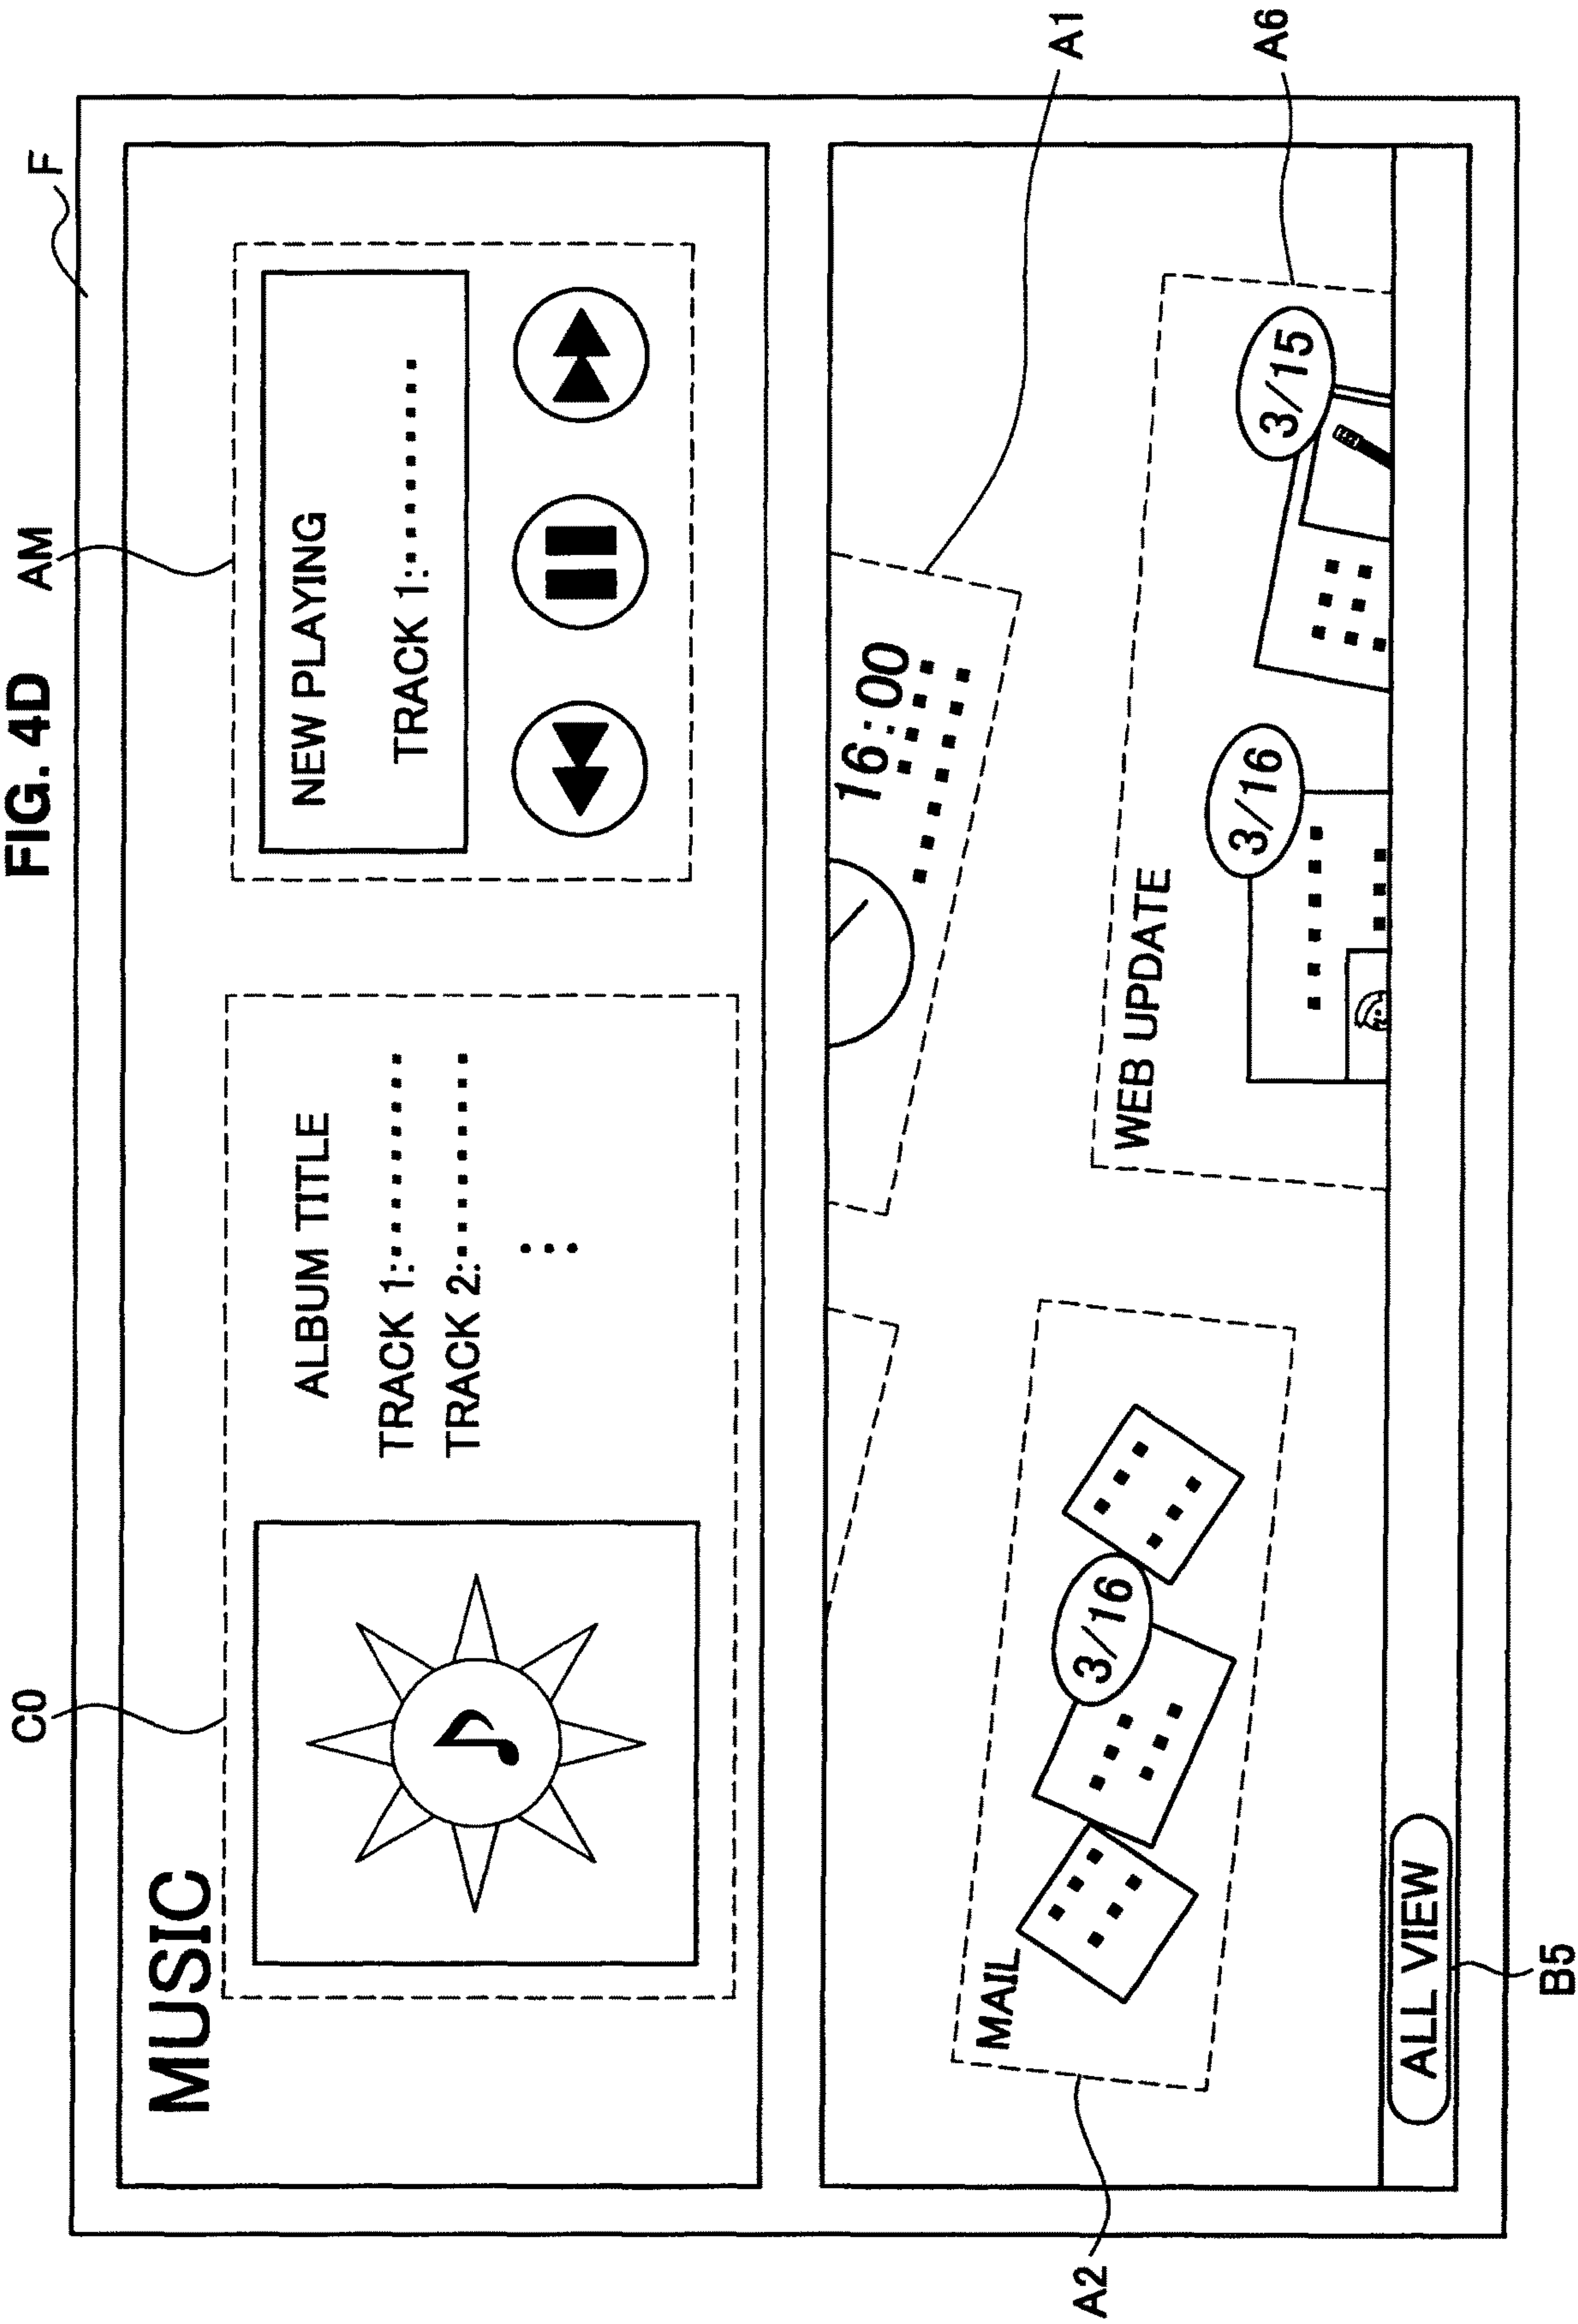 FIG. 4D
F
AM
C0
MUSIC
ALBUM TITLE
TRACK 1:
TRACK 2:
NEW PLAYING
TRACK 1:
16:00
A1
MAIL
3/16
A2
WEB UPDATE
3/16
3/15
A6
ALL VIEW
B5